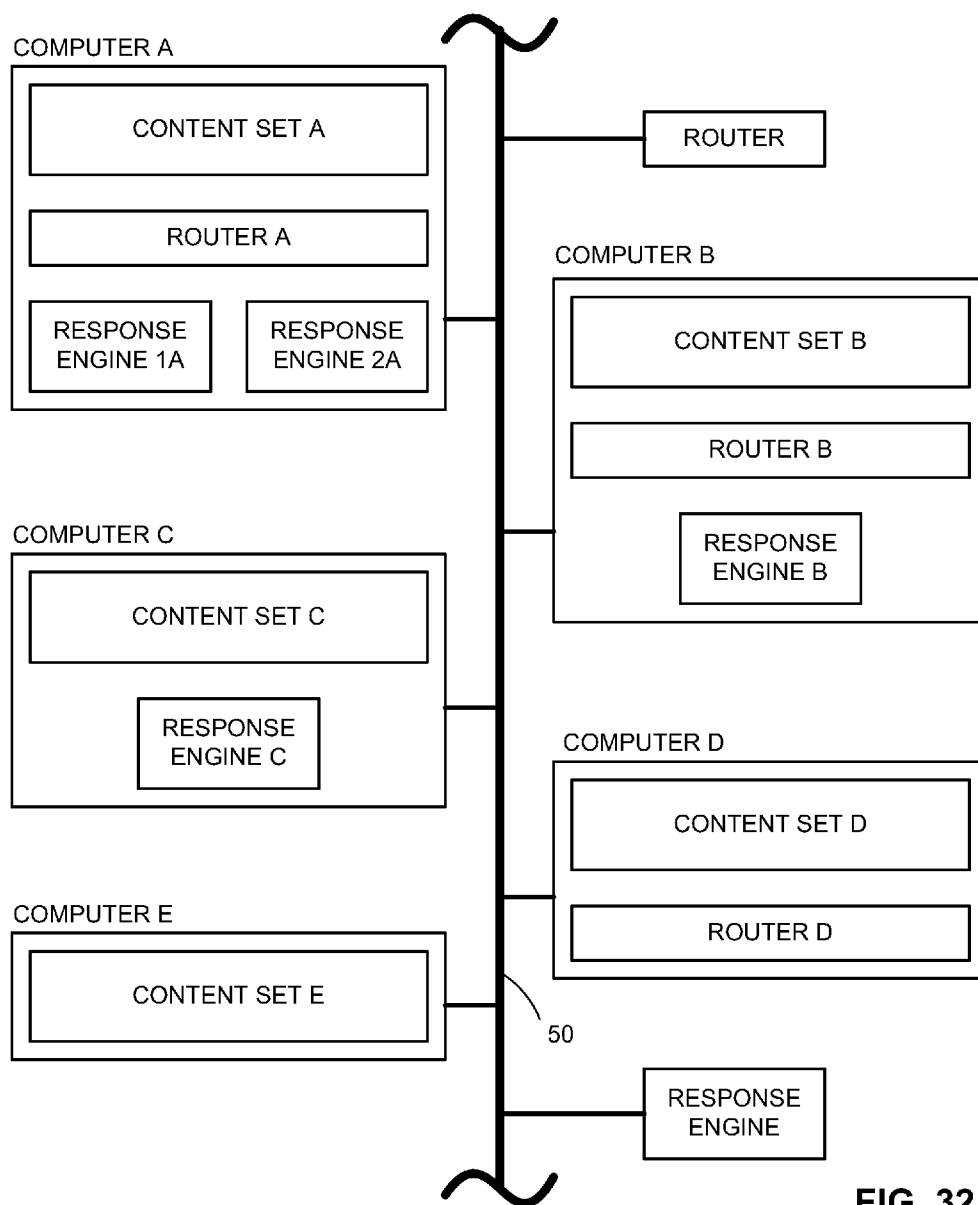 COMPUTER A
CONTENT SET A
ROUTER A
RESPONSE
ENGINE 1A
RESPONSE
ENGINE 2A
ROUTER
COMPUTER B
CONTENT SET B
ROUTER B
RESPONSE
ENGINE B
COMPUTER C
CONTENT SET C
RESPONSE
ENGINE C
COMPUTER D
CONTENT SET D
ROUTER D
COMPUTER E
CONTENT SET E
50
RESPONSE
ENGINE
FIG. 32